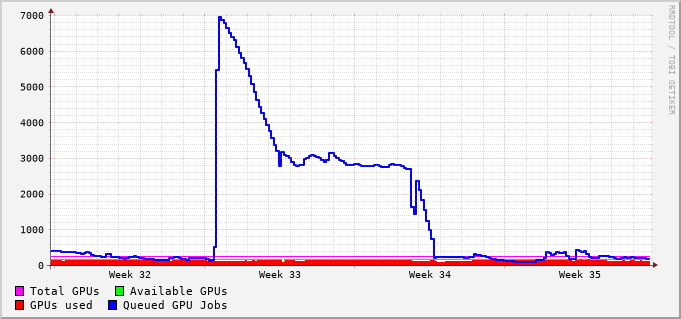 7000
6000
5000
4000
3000
2000
1000
0
Week 32 Week 33 Week 34 Week 35
Total GPUs Available GPUs
GPUs used Queued GPU Jobs
RRDTOOL / TOBI OETIKER